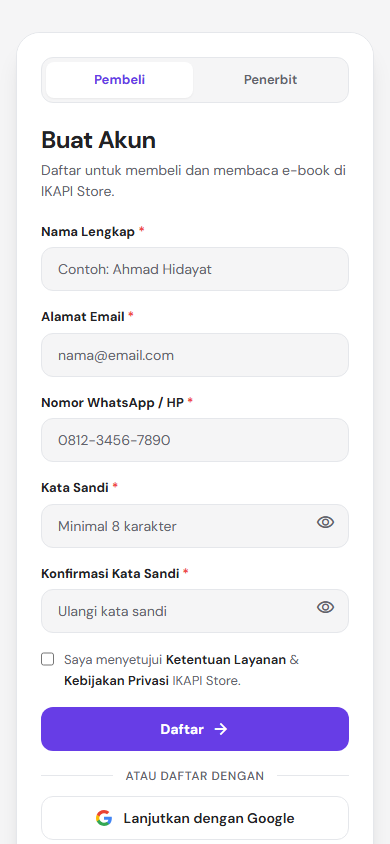 Pembeli
Penerbit
Buat Akun
Daftar untuk membeli dan membaca e-book di
IKAPI Store.
Nama Lengkap *
Contoh: Ahmad Hidayat
Alamat Email *
nama@email.com
Nomor WhatsApp / HP *
0812-3456-7890
Kata Sandi *
Minimal 8 karakter
Konfirmasi Kata Sandi *
Ulangi kata sandi
Saya menyetujui Ketentuan Layanan &
Kebijakan Privasi IKAPI Store.
Daftar →
ATAU DAFTAR DENGAN
Lanjutkan dengan Google